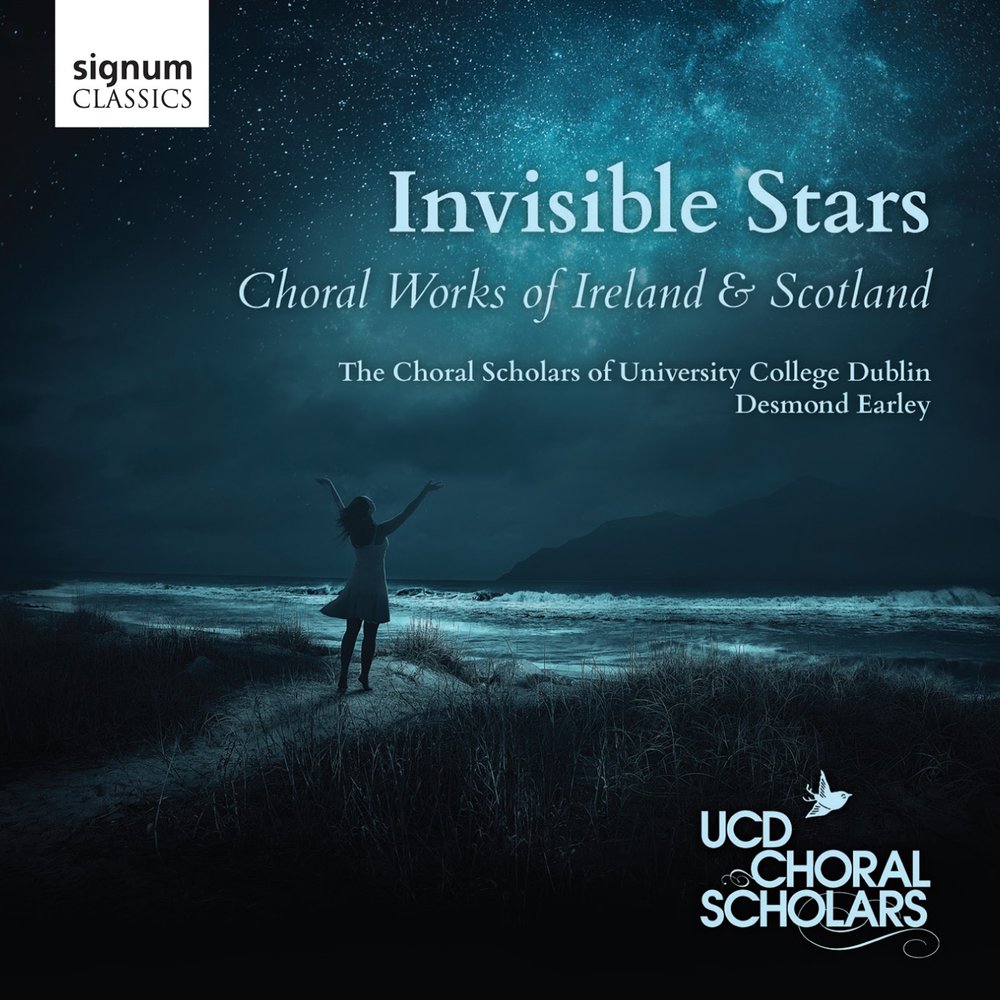 signum
CLASSICS
Invisible Stars
Choral Works of Ireland & Scotland
The Choral Scholars of University College Dublin
Desmond Earley
UCD
CHORAL
SCHOLARS